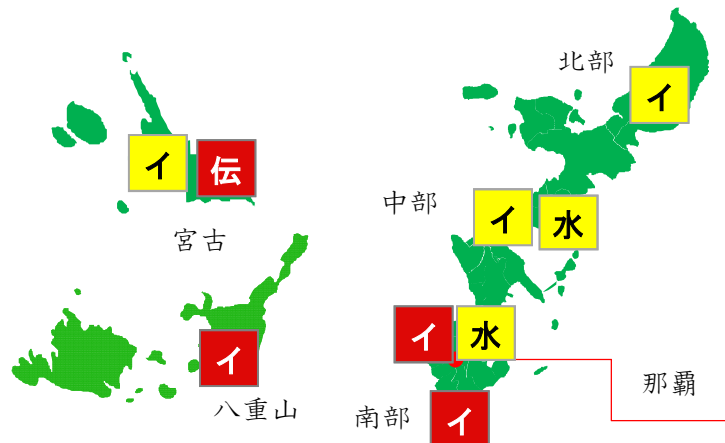 北部
イ
イ 伝
宮古
中部
イ 水
イ 水
イ
八重山
那覇
南部
イ